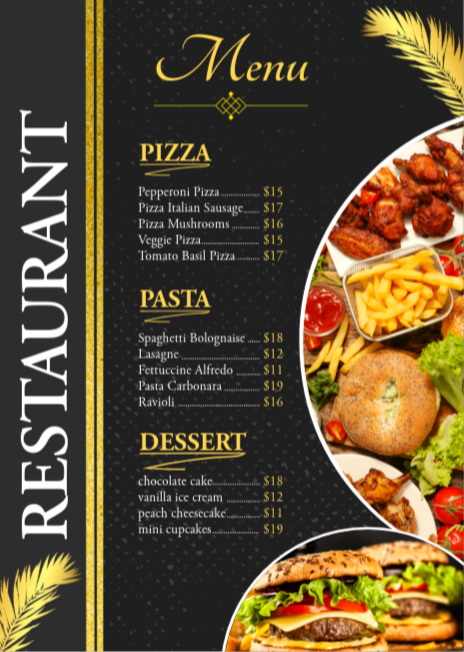 RESTAURANT
Menu
PIZZA
Pepperoni Pizza $15
Pizza Italian Sausage $17
Pizza Mushrooms $16
Veggie Pizza $15
Tomato Basil Pizza $17
PASTA
Spaghetti Bolognaise $18
Lasagne $12
Fettuccine Alfredo $11
Pasta Carbonara $19
Ravioli $16
DESSERT
chocolate cake $18
vanilla ice cream $12
peach cheesecake $11
mini cupcakes $19